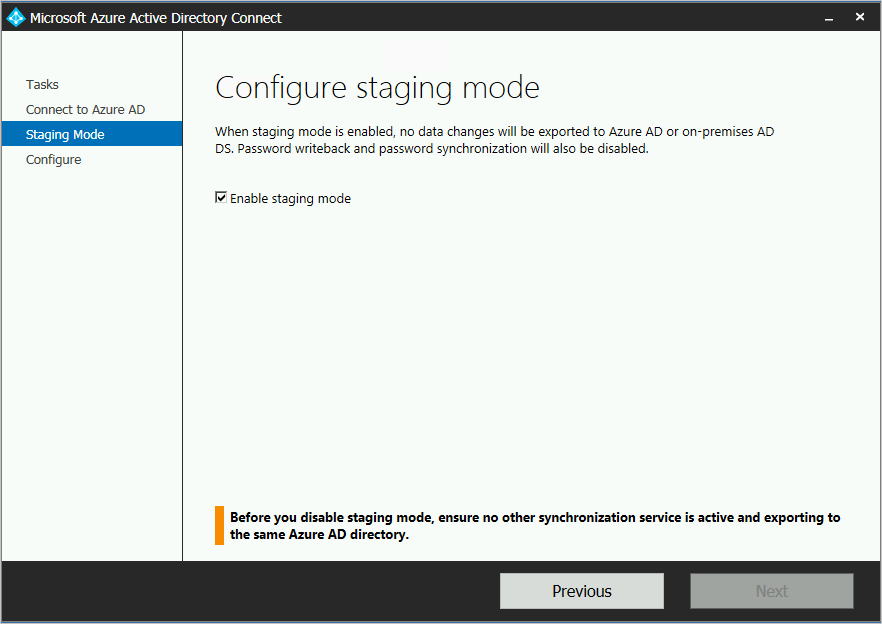 Microsoft Azure Active Directory Connect
Tasks
Connect to Azure AD
Staging Mode
Configure
Configure staging mode
When staging mode is enabled, no data changes will be exported to Azure AD or on-premises AD
DS. Password writeback and password synchronization will also be disabled.
Enable staging mode
Before you disable staging mode, ensure no other synchronization service is active and exporting to
the same Azure AD directory.
Previous
Next